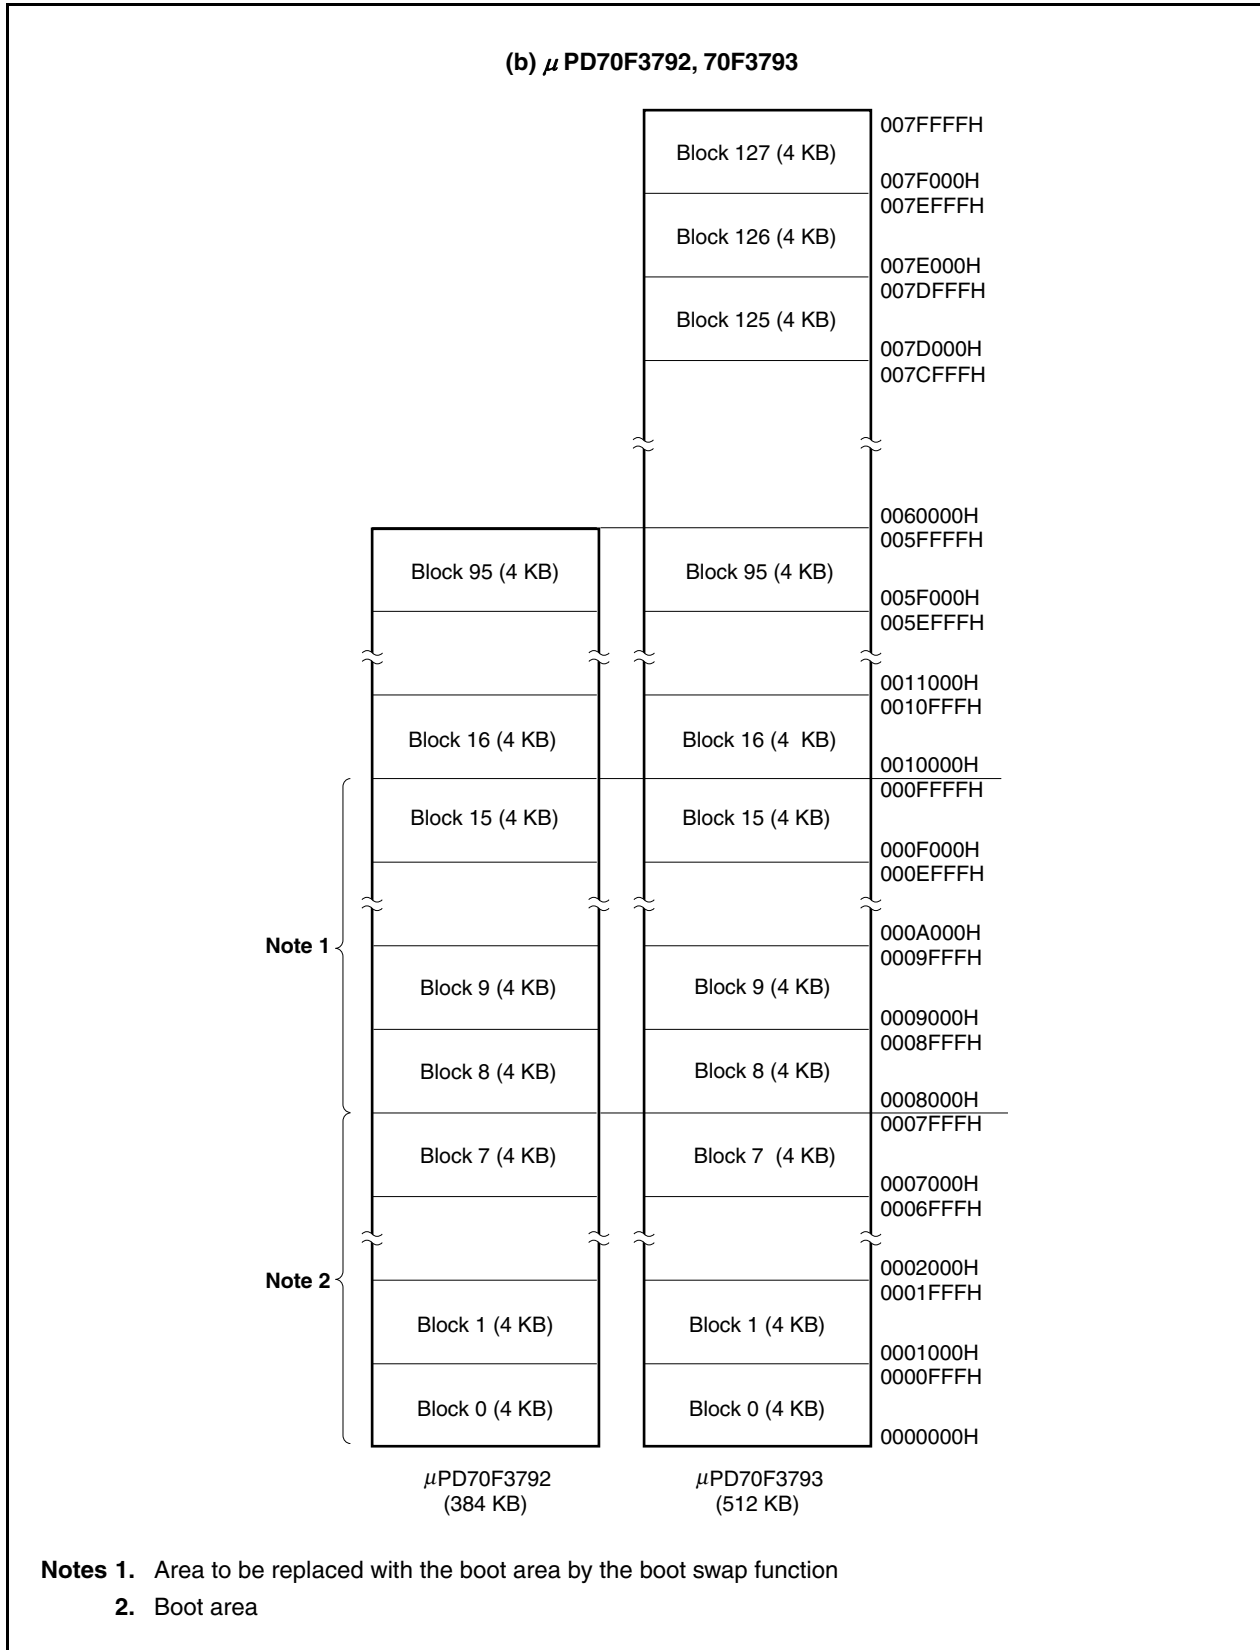 (b) μ PD70F3792, 70F3793
007FFFFH
Block 127 (4 KB)
007F000H
007EFFFH
Block 126 (4 KB)
007E000H
007DFFFH
Block 125 (4 KB)
007D000H
007CFFFH
0060000H
005FFFFH
Block 95 (4 KB) Block 95 (4 KB)
005F000H
005EFFFH
0011000H
0010FFFH
Block 16 (4 KB) Block 16 (4 KB)
0010000H
000FFFFH
Block 15 (4 KB) Block 15 (4 KB)
000F000H
000EFFFH
000A000H
Note 1
0009FFFH
Block 9 (4 KB) Block 9 (4 KB)
0009000H
0008FFFH
Block 8 (4 KB) Block 8 (4 KB)
0008000H
0007FFFH
Block 7 (4 KB) Block 7 (4 KB)
0007000H
0006FFFH
0002000H
Note 2
0001FFFH
Block 1 (4 KB) Block 1 (4 KB)
0001000H
0000FFFH
Block 0 (4 KB) Block 0 (4 KB)
0000000H
μPD70F3792 μPD70F3793
(384 KB) (512 KB)
Notes 1. Area to be replaced with the boot area by the boot swap function
2. Boot area